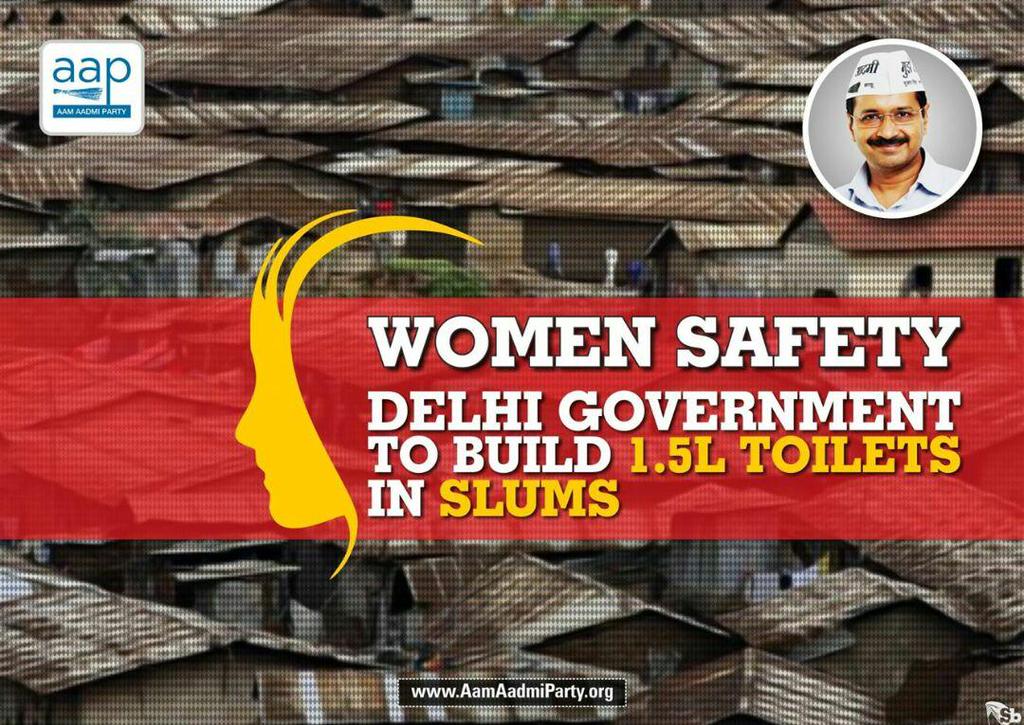 aap
AAM AADMI PARTY
WOMEN SAFETY
DELHI GOVERNMENT
TO BUILD 1.5L TOILETS
IN SLUMS
www.AamAadmiParty.org